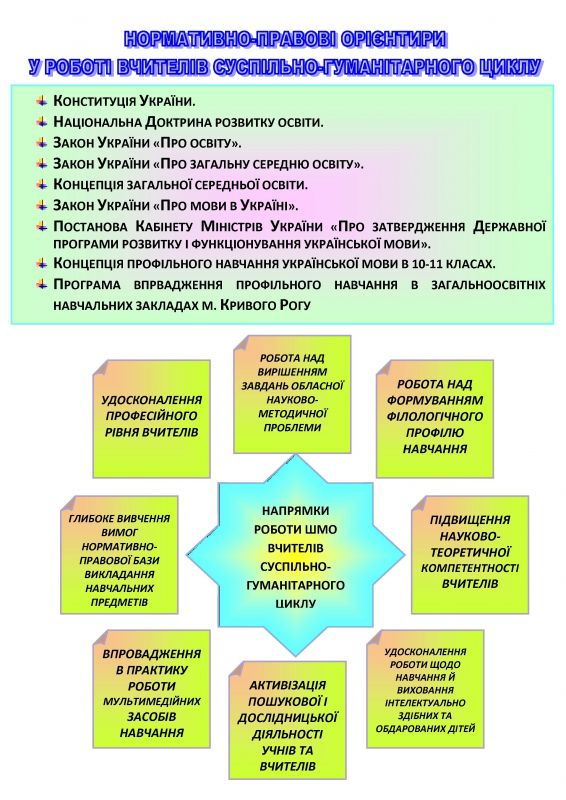 НОРМАТИВНО-ПРАВОВІ ОРІЄНТИРИ
У РОБОТІ ВЧИТЕЛІВ СУСПІЛЬНО-ГУМАНІТАРНОГО ЦИКЛУ
КОНСТИТУЦІЯ УКРАЇНИ.
НАЦІОНАЛЬНА ДОКТРИНА РОЗВИТКУ ОСВІТИ.
ЗАКОН УКРАЇНИ «ПРО ОСВІТУ».
ЗАКОН УКРАЇНИ «ПРО ЗАГАЛЬНУ СЕРЕДНЮ ОСВІТУ».
КОНЦЕПЦІЯ ЗАГАЛЬНОЇ СЕРЕДНЬОЇ ОСВІТИ.
ЗАКОН УКРАЇНИ «ПРО МОВИ В УКРАЇНІ».
ПОСТАНОВА КАБІНЕТУ МІНІСТРІВ УКРАЇНИ «ПРО ЗАТВЕРДЖЕННЯ ДЕРЖАВНОЇ
ПРОГРАМИ РОЗВИТКУ І ФУНКЦІОНУВАННЯ УКРАЇНСЬКОЇ МОВИ».
КОНЦЕПЦІЯ ПРОФІЛЬНОГО НАВЧАННЯ УКРАЇНСЬКОЇ МОВИ В 10-11 КЛАСАХ.
ПРОГРАМА ВПРВАДЖЕННЯ ПРОФІЛЬНОГО НАВЧАННЯ В ЗАГАЛЬНООСВІТНІХ
НАВЧАЛЬНИХ ЗАКЛАДАХ М. КРИВОГО РОГУ
УДОСКОНАЛЕННЯ
ПРОФЕСІЙНОГО
РІВНЯ ВЧИТЕЛІВ
РОБОТА НАД
ВИРІШЕННЯМ
ЗАВДАНЬ ОБЛАСНОЇ
НАУКОВО-
МЕТОДИЧНОЇ
ПРОБЛЕМИ
РОБОТА НАД
ФОРМУВАННЯМ
ФІЛОЛОГІЧНОГО
ПРОФІЛЮ
НАВЧАННЯ
ГЛИБОКЕ ВИВЧЕННЯ
ВИМОГ
НОРМАТИВНО-
ПРАВОВОЇ БАЗИ
ВИКЛАДАННЯ
НАВЧАЛЬНИХ
ПРЕДМЕТІВ
НАПРЯМКИ
РОБОТИ ШМО
ВЧИТЕЛІВ
СУСПІЛЬНО-
ГУМАНІТАРНОГО
ЦИКЛУ
ПІДВИЩЕННЯ
НАУКОВО-
ТЕОРЕТИЧНОЇ
КОМПЕТЕНТНОСТІ
ВЧИТЕЛІВ
ВПРОВАДЖЕННЯ
В ПРАКТИКУ
РОБОТИ
МУЛЬТИМЕДІЙНИХ
ЗАСОБІВ
НАВЧАННЯ
АКТИВІЗАЦІЯ
ПОШУКОВОЇ І
ДОСЛІДНИЦЬКОЇ
ДІЯЛЬНОСТІ
УЧНІВ ТА
ВЧИТЕЛІВ
УДОСКОНАЛЕННЯ
РОБОТИ ЩОДО
НАВЧАННЯ Й
ВИХОВАННЯ
ІНТЕЛЕКТУАЛЬНО
ЗДІБНИХ ТА
ОБДАРОВАНИХ ДІТЕЙ